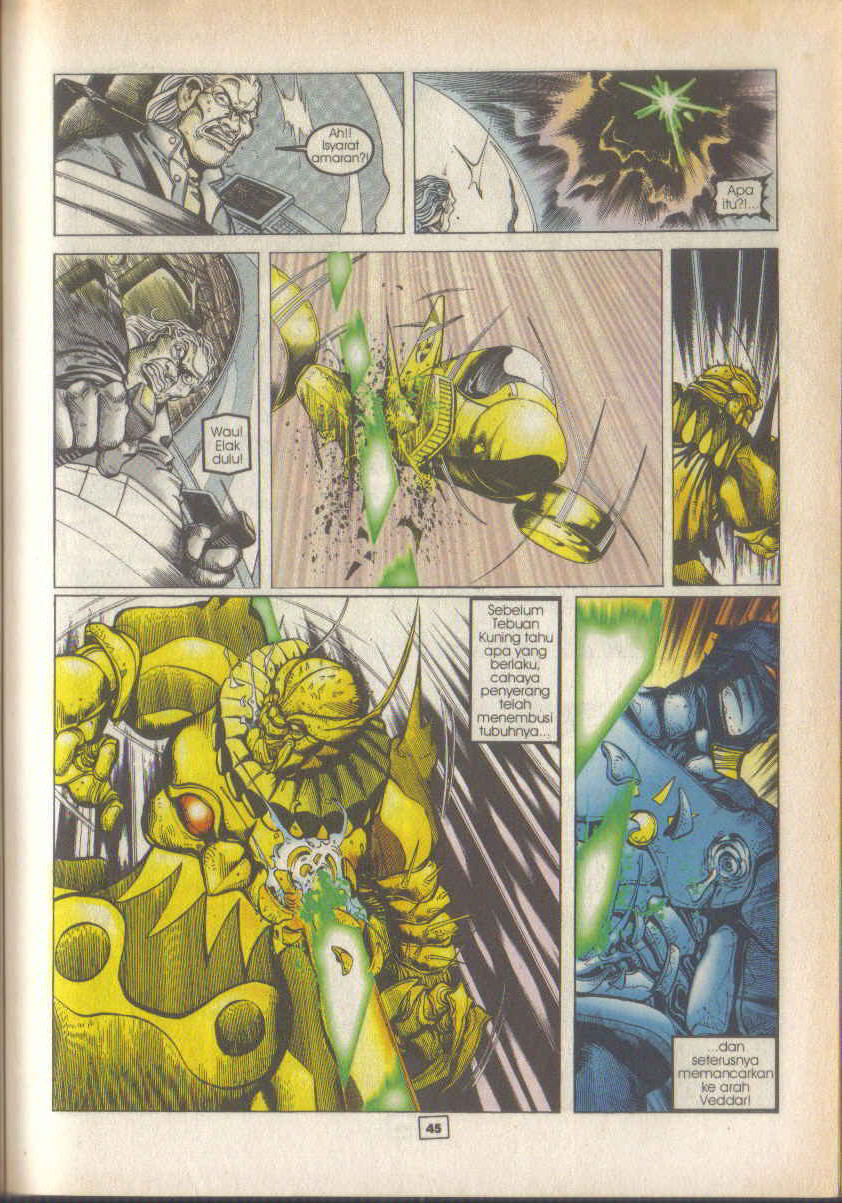 Ah!!
Isyarat
amaran?!
Apa
itu?!...
Wau!
Elak
dulu!
Sebelum
Tebuan
Kuning tahu
apa yang
berlaku,
cahaya
penyerang
telah
menembusi
tubuhnya...
...dan
seterusnya
memancarkan
ke arah
Veddar!
45